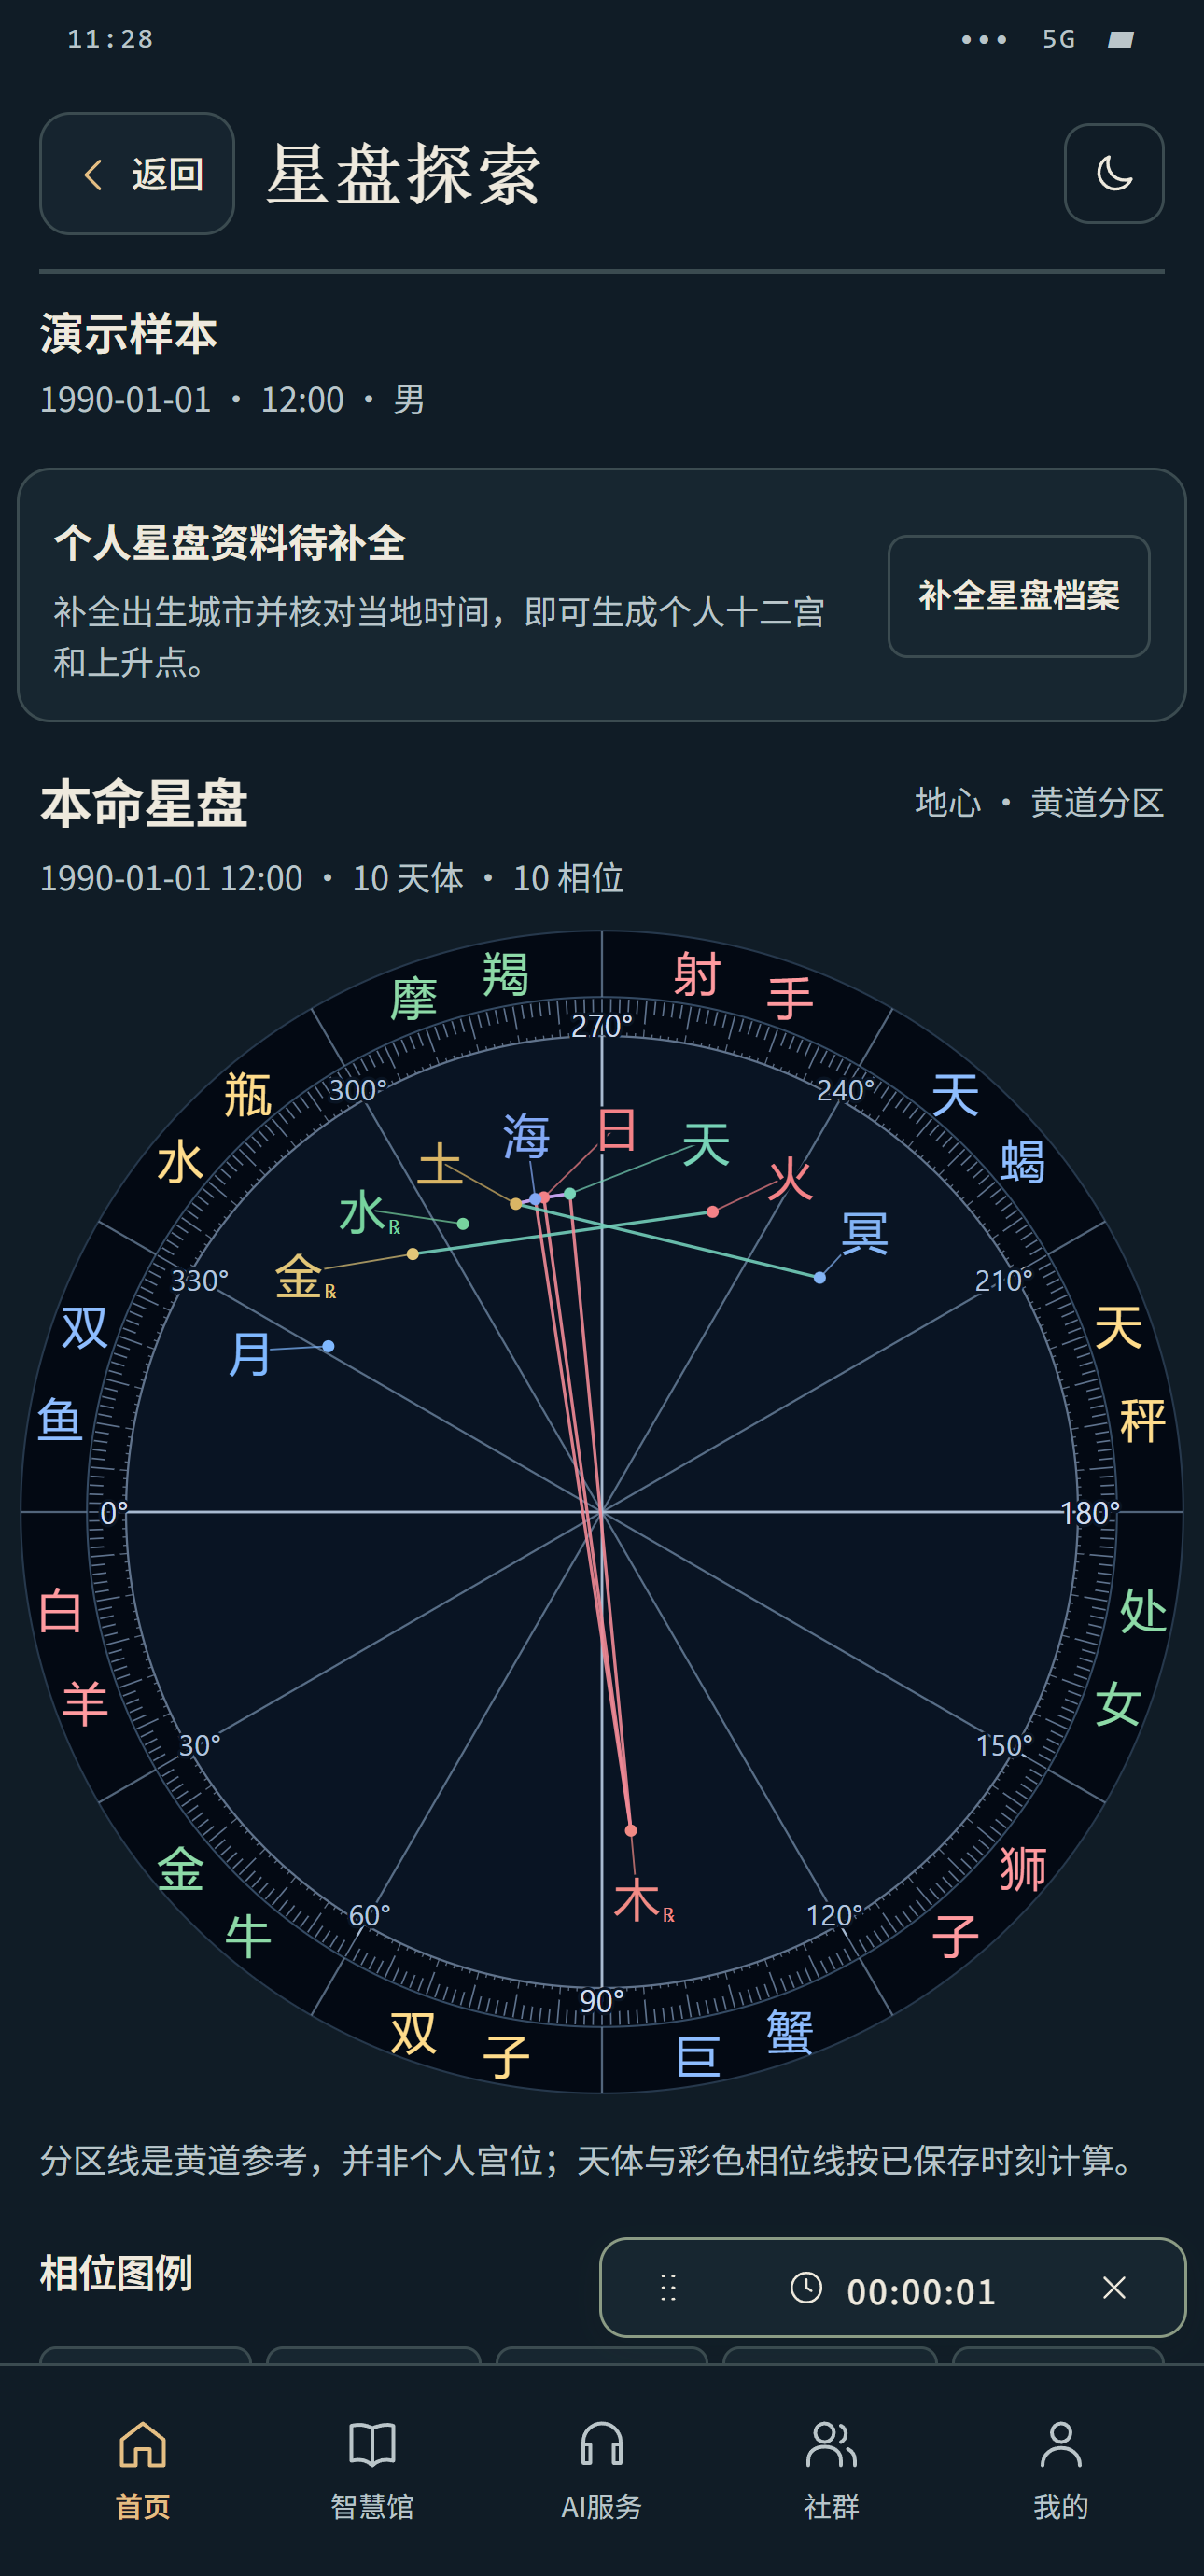 11:28 ••• 5G
返回 星盘探索
演示样本
1990-01-01 · 12:00 · 男
个人星盘资料待补全
补全出生城市并核对当地时间，即可生成个人十二宫
和上升点。
补全星盘档案
本命星盘
地心 · 黄道分区
1990-01-01 12:00 · 10 天体 · 10 相位
摩 羯
射 手
270°
300°
240°
水 瓶
天 蝎
海
日
天
土
火
水℞
冥
金℞
330°
210°
月
双 鱼
天 秤
0°
180°
白 羊
处 女
30°
150°
金 牛
狮 子
60°
120°
木℞
90°
双 子
巨 蟹
分区线是黄道参考，并非个人宫位；天体与彩色相位线按已保存时刻计算。
相位图例
00:00:01
首页 智慧馆 AI服务 社群 我的